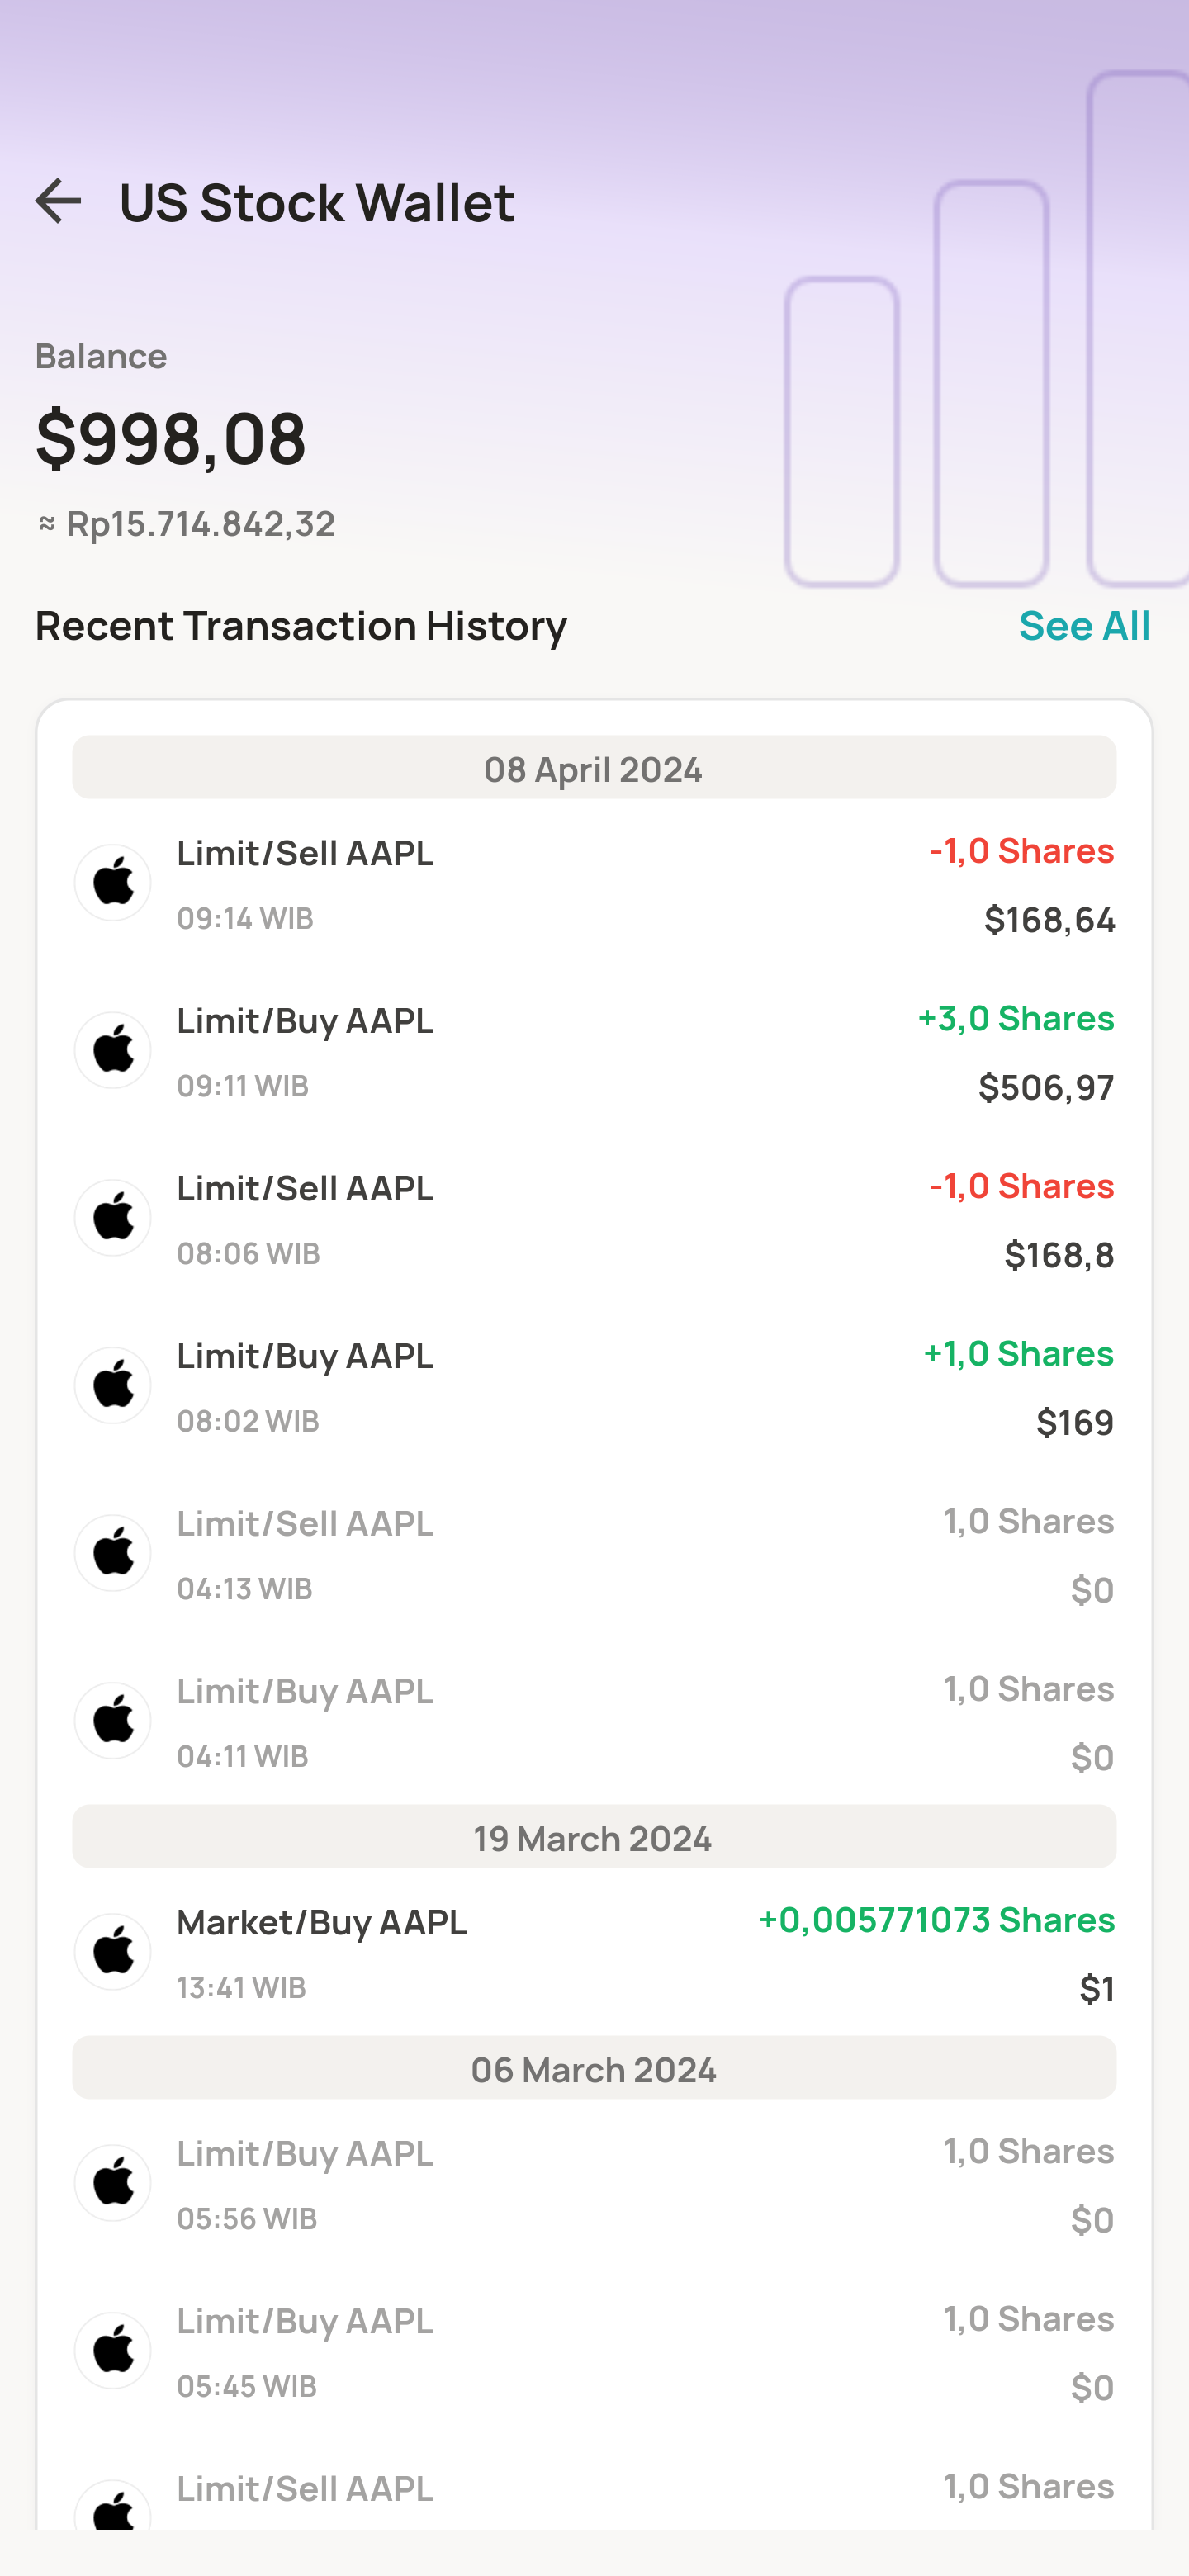 US Stock Wallet
Balance
$998,08
≈ Rp15.714.842,32
Recent Transaction History See All
08 April 2024
Limit/Sell AAPL -1,0 Shares
09:14 WIB $168,64
Limit/Buy AAPL +3,0 Shares
09:11 WIB $506,97
Limit/Sell AAPL -1,0 Shares
08:06 WIB $168,8
Limit/Buy AAPL +1,0 Shares
08:02 WIB $169
Limit/Sell AAPL 1,0 Shares
04:13 WIB $0
Limit/Buy AAPL 1,0 Shares
04:11 WIB $0
19 March 2024
Market/Buy AAPL +0,005771073 Shares
13:41 WIB $1
06 March 2024
Limit/Buy AAPL 1,0 Shares
05:56 WIB $0
Limit/Buy AAPL 1,0 Shares
05:45 WIB $0
Limit/Sell AAPL 1,0 Shares